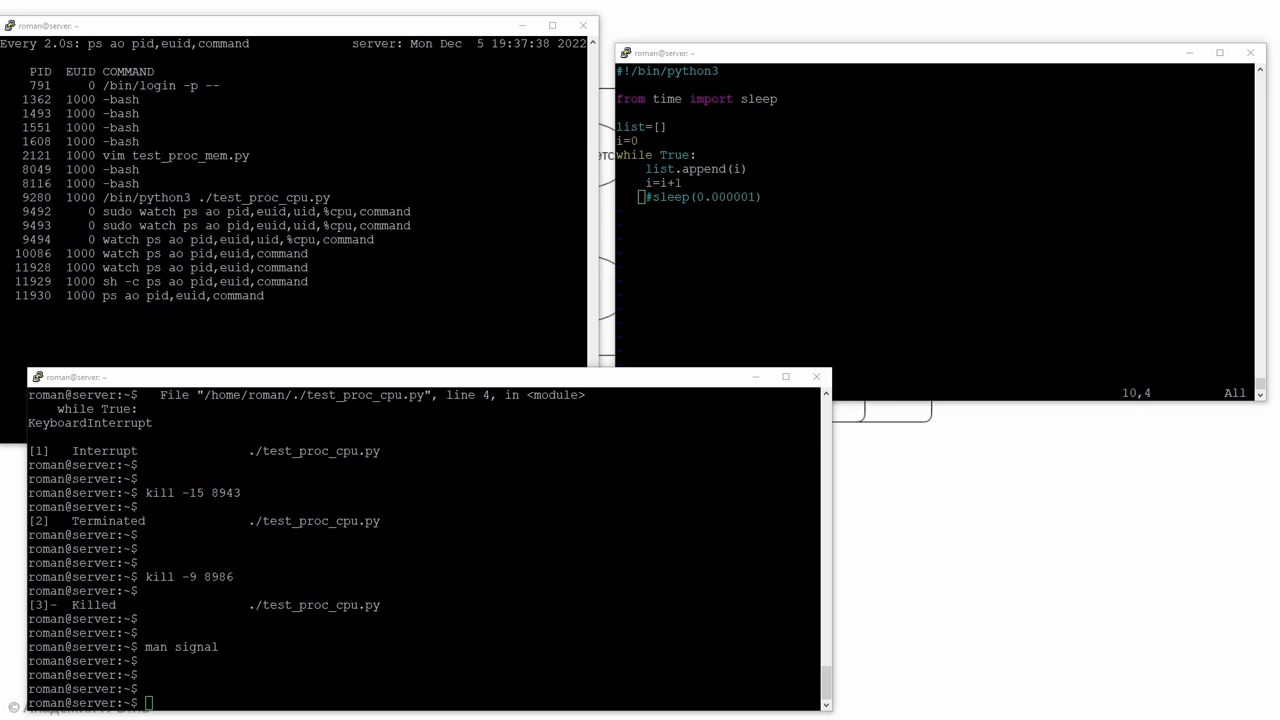 roman@server: ~
Every 2.0s: ps ao pid,euid,command server: Mon Dec 5 19:37:38 2022
PID EUID COMMAND
791 0 /bin/login -p --
1362 1000 -bash
1493 1000 -bash
1551 1000 -bash
1608 1000 -bash
2121 1000 vim test_proc_mem.py
8049 1000 -bash
8116 1000 -bash
9280 1000 /bin/python3 ./test_proc_cpu.py
9492 0 sudo watch ps ao pid,euid,uid,%cpu,command
9493 0 sudo watch ps ao pid,euid,uid,%cpu,command
9494 0 watch ps ao pid,euid,uid,%cpu,command
10086 1000 watch ps ao pid,euid,command
11928 1000 watch ps ao pid,euid,command
11929 1000 sh -c ps ao pid,euid,command
11930 1000 ps ao pid,euid,command
roman@server: ~
#!/bin/python3
from time import sleep
list=[]
i=0
while True:
list.append(i)
i=i+1
#sleep(0.000001)
~
~
~
~
~
~
~
~
~
~
~
10,4 All
roman@server: ~
roman@server:~$ File "/home/roman/./test_proc_cpu.py", line 4, in <module>
while True:
KeyboardInterrupt
[1] Interrupt ./test_proc_cpu.py
roman@server:~$
roman@server:~$
roman@server:~$ kill -15 8943
roman@server:~$
[2] Terminated ./test_proc_cpu.py
roman@server:~$
roman@server:~$
roman@server:~$
roman@server:~$ kill -9 8986
roman@server:~$
[3]- Killed ./test_proc_cpu.py
roman@server:~$
roman@server:~$
roman@server:~$ man signal
roman@server:~$
roman@server:~$
roman@server:~$
roman@server:~$